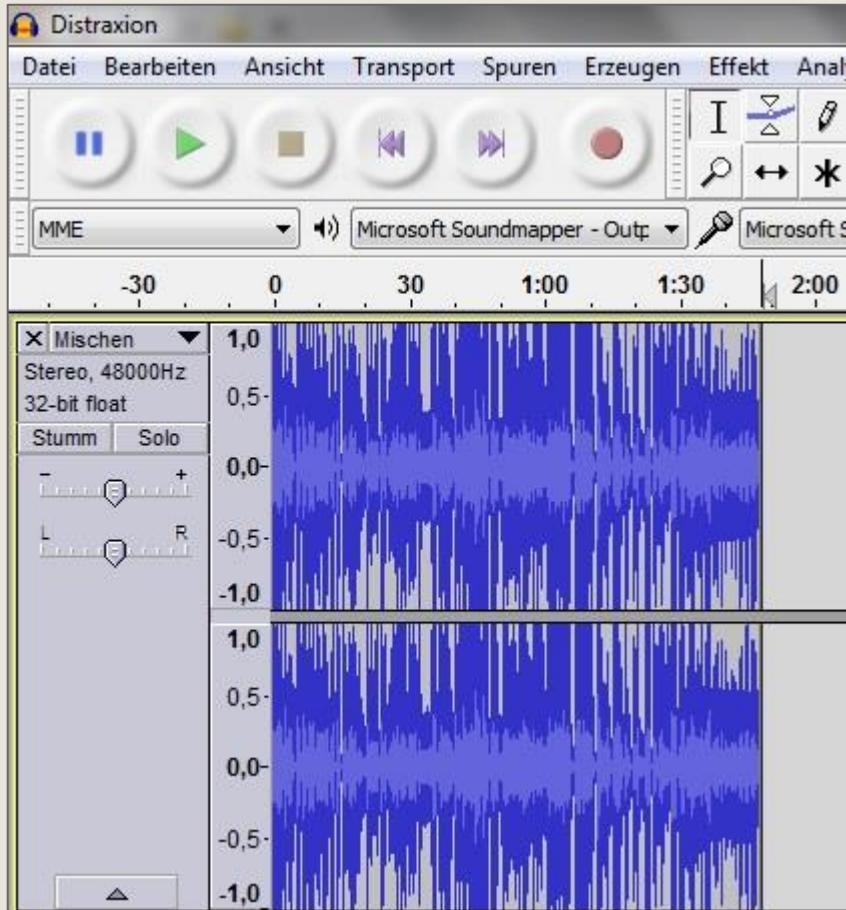 Distraxion
Datei Bearbeiten Ansicht Transport Spuren Erzeugen Effekt Analy
MME Microsoft Soundmapper - Outp Microsoft S
-30 0 30 1:00 1:30 2:00
X Mischen
Stereo, 48000Hz
32-bit float
Stumm Solo
- +
L R
1,0
0,5-
0,0-
-0,5-
-1,0
1,0
0,5-
0,0-
-0,5-
-1,0